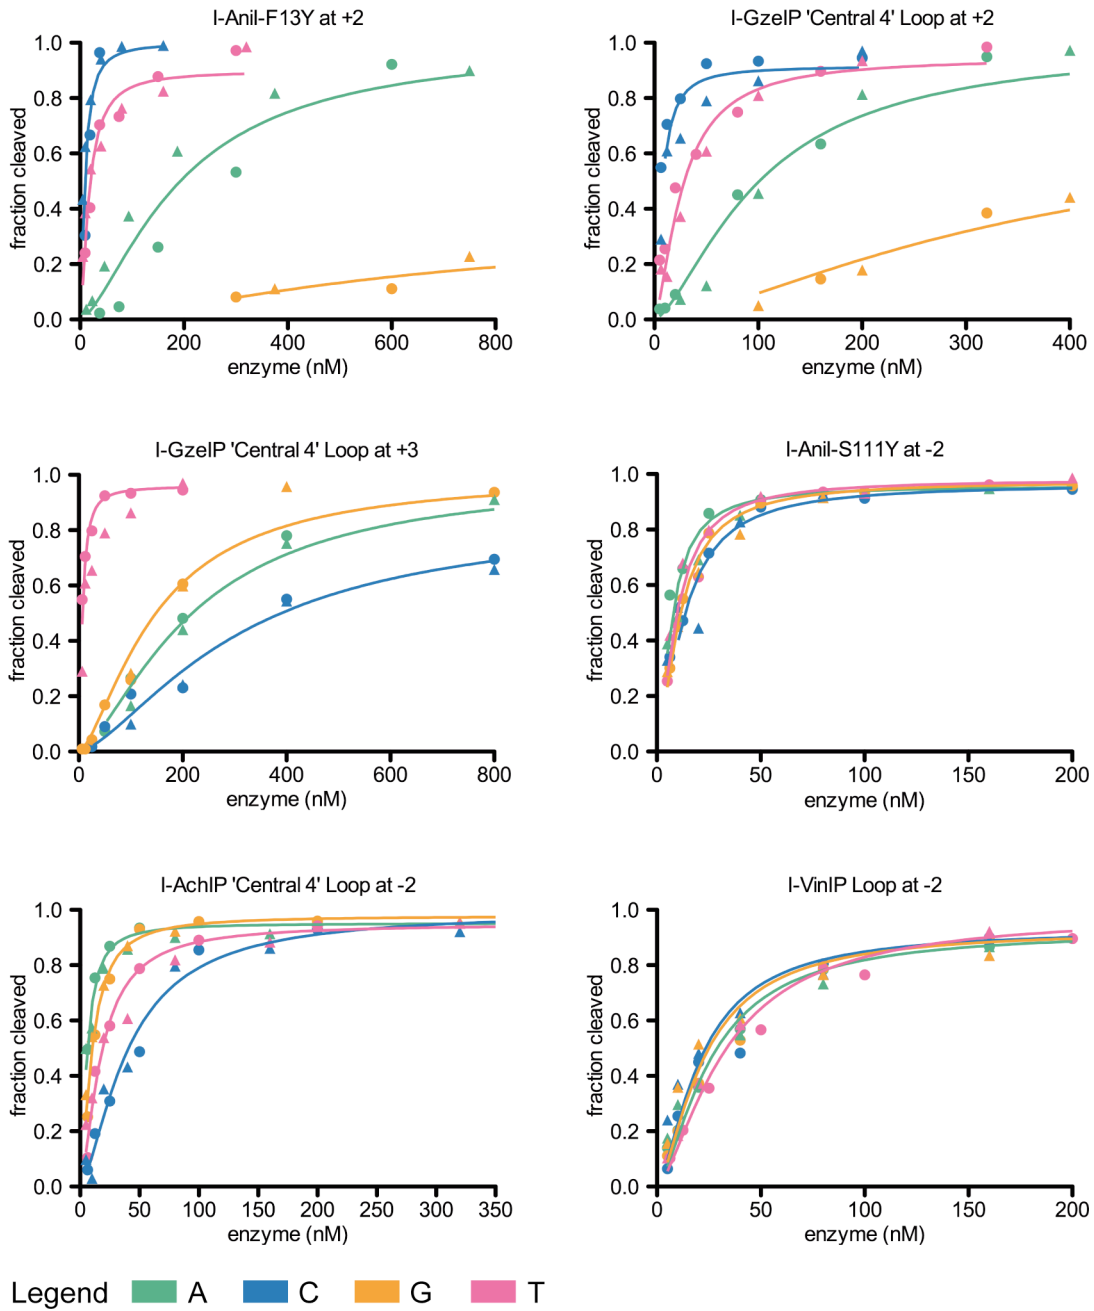 I-AniI-F13Y at +2
fraction cleaved
1.0
0.8
0.6
0.4
0.2
0.0
0 200 400 600 800
enzyme (nM)
I-GzeIP 'Central 4' Loop at +2
fraction cleaved
1.0
0.8
0.6
0.4
0.2
0.0
0 100 200 300 400
enzyme (nM)
I-GzeIP 'Central 4' Loop at +3
fraction cleaved
1.0
0.8
0.6
0.4
0.2
0.0
0 200 400 600 800
enzyme (nM)
I-AniI-S111Y at -2
fraction cleaved
1.0
0.8
0.6
0.4
0.2
0.0
0 50 100 150 200
enzyme (nM)
I-AchIP 'Central 4' Loop at -2
fraction cleaved
1.0
0.8
0.6
0.4
0.2
0.0
0 50 100 150 200 250 300 350
enzyme (nM)
I-VinIP Loop at -2
fraction cleaved
1.0
0.8
0.6
0.4
0.2
0.0
0 50 100 150 200
enzyme (nM)
Legend A C G T